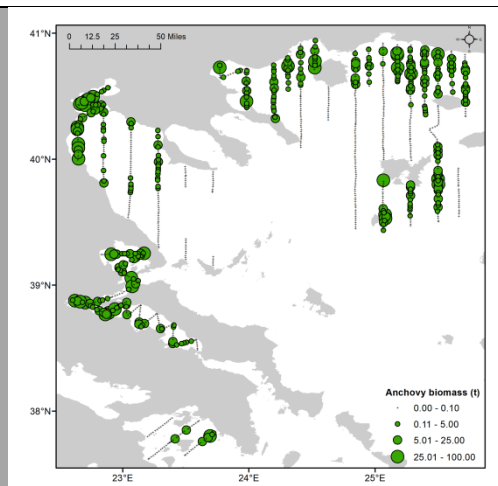 41°N
0 12.5 25 50 Miles
40°N
39°N
38°N
Anchovy biomass (t)
0.00 - 0.10
0.11 - 5.00
5.01 - 25.00
25.01 - 100.00
23°E 24°E 25°E